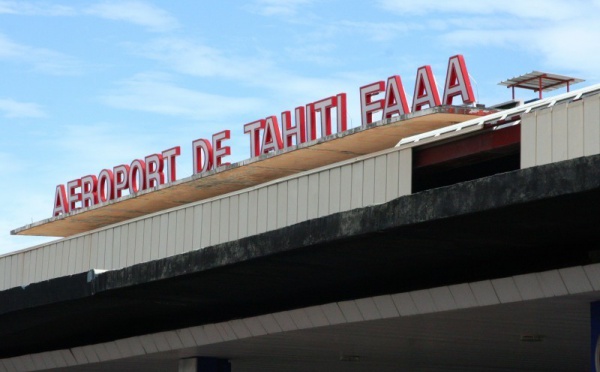 AEROPORT DE TAHITI FAAA